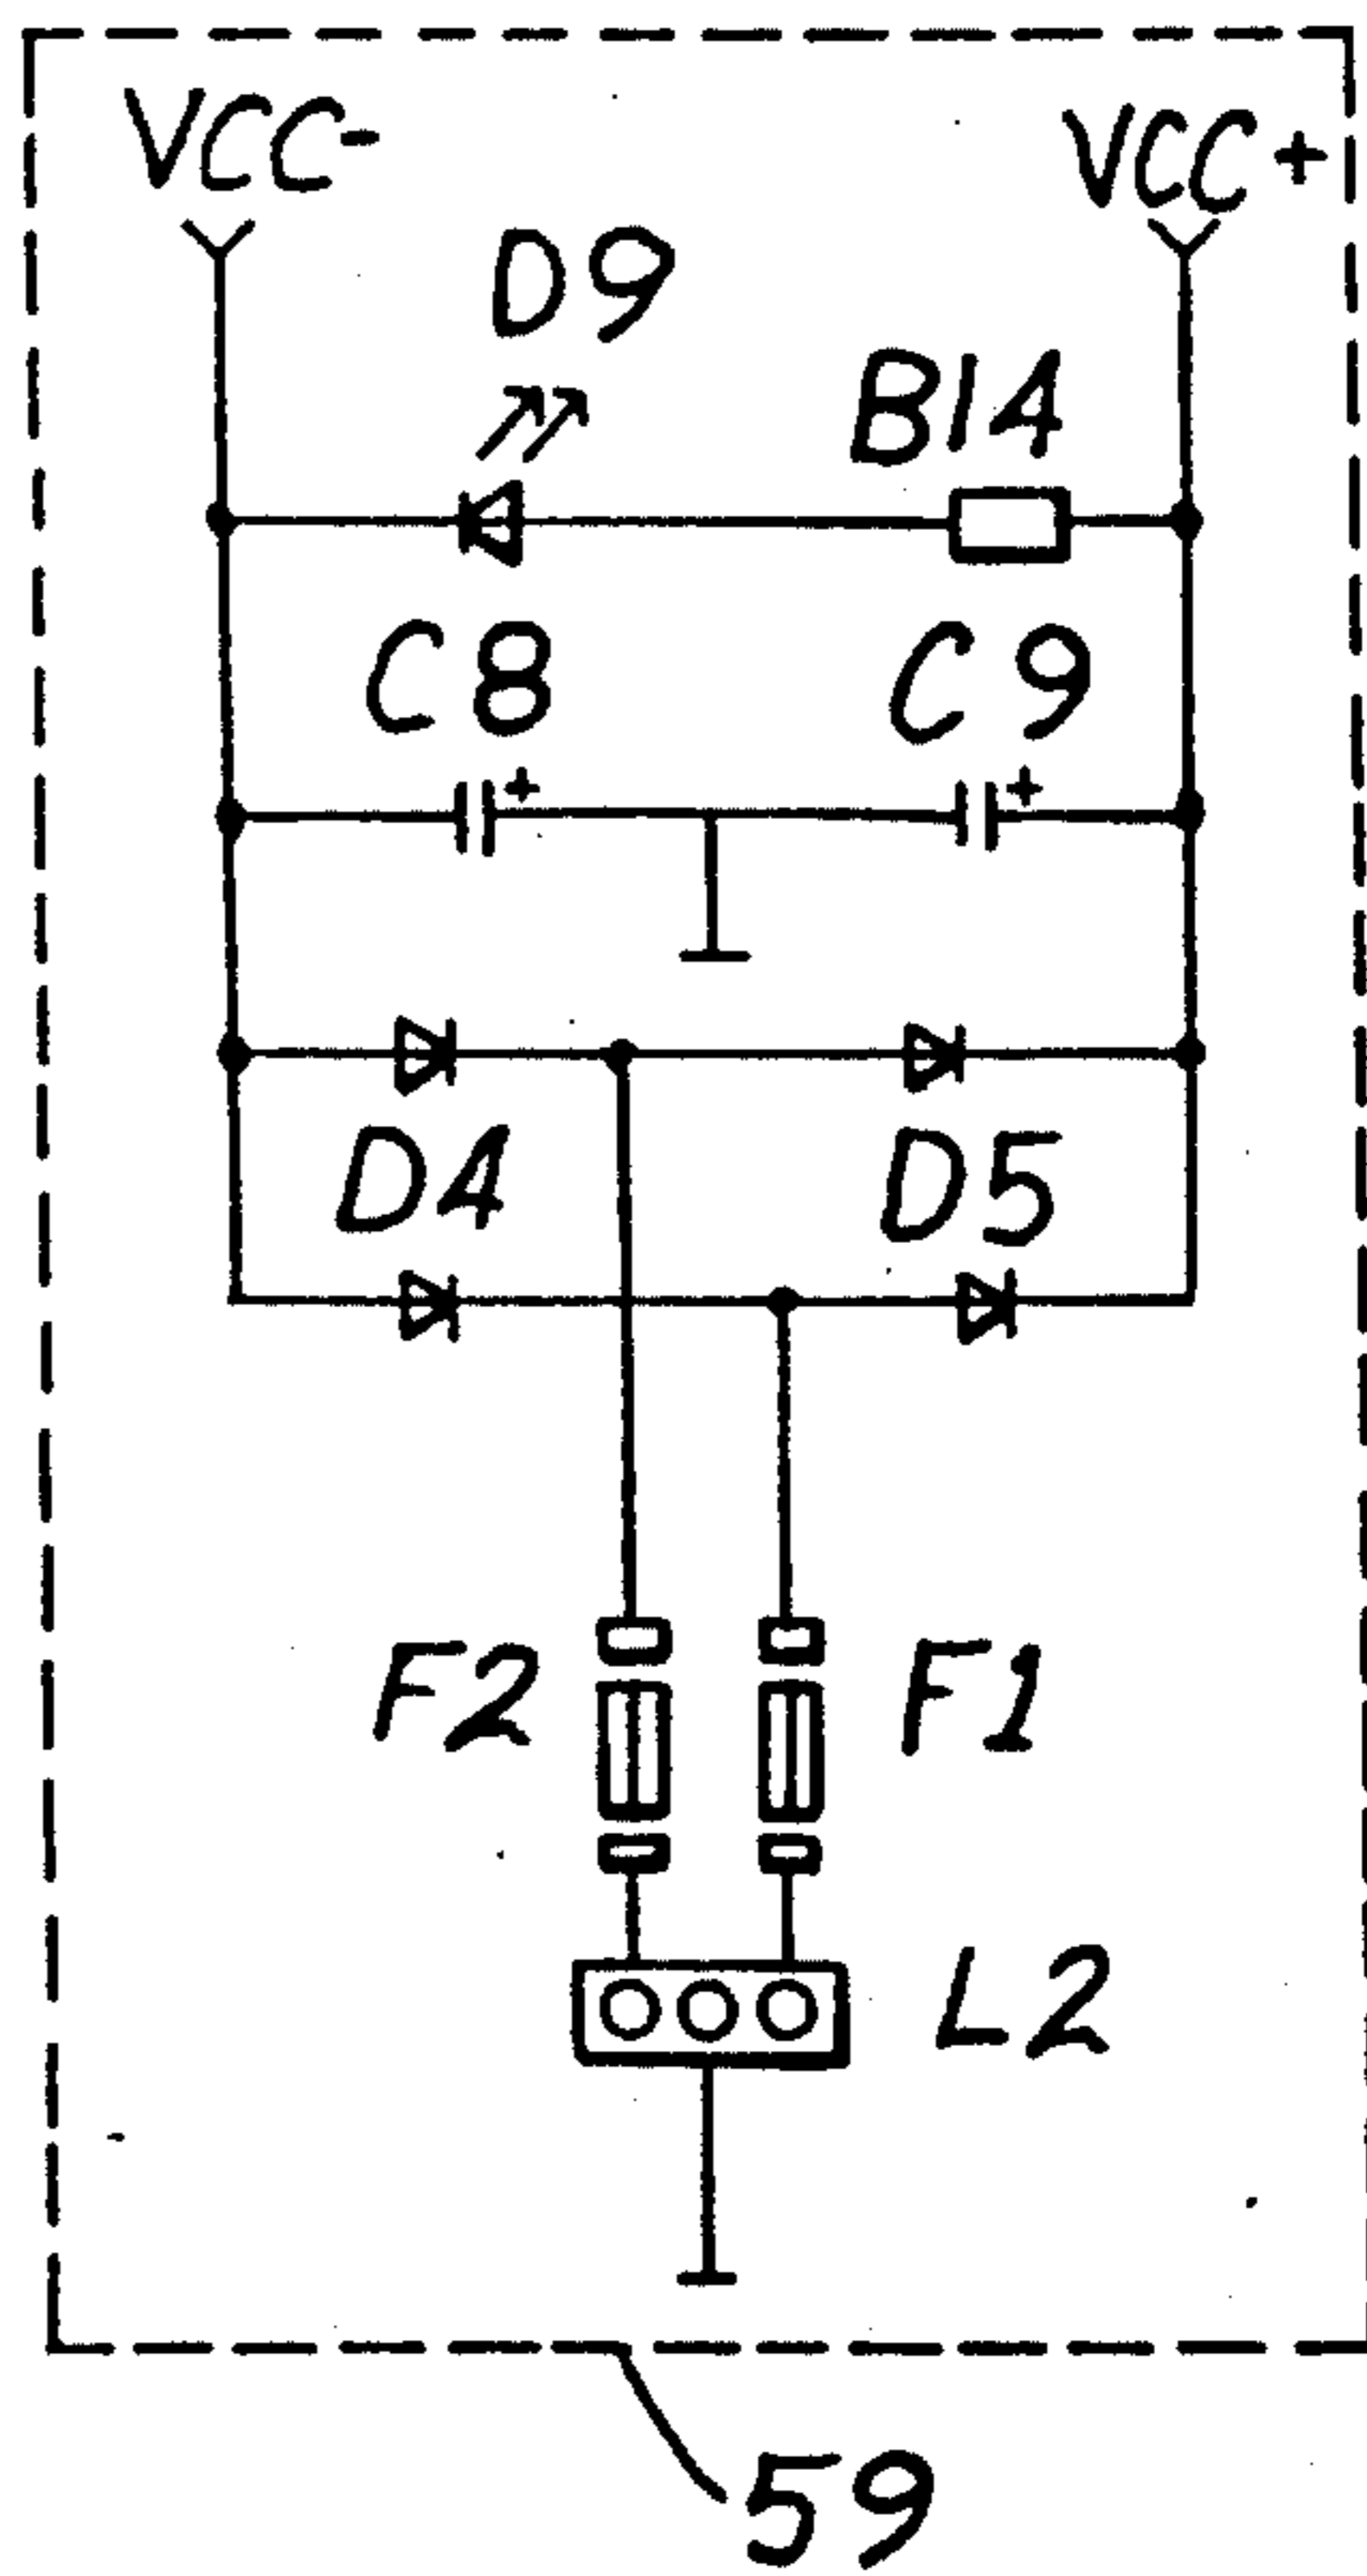 VCC- VCC+
D9
B14
C8 C9
+ +
D4 D5
F2 F1
L2
59